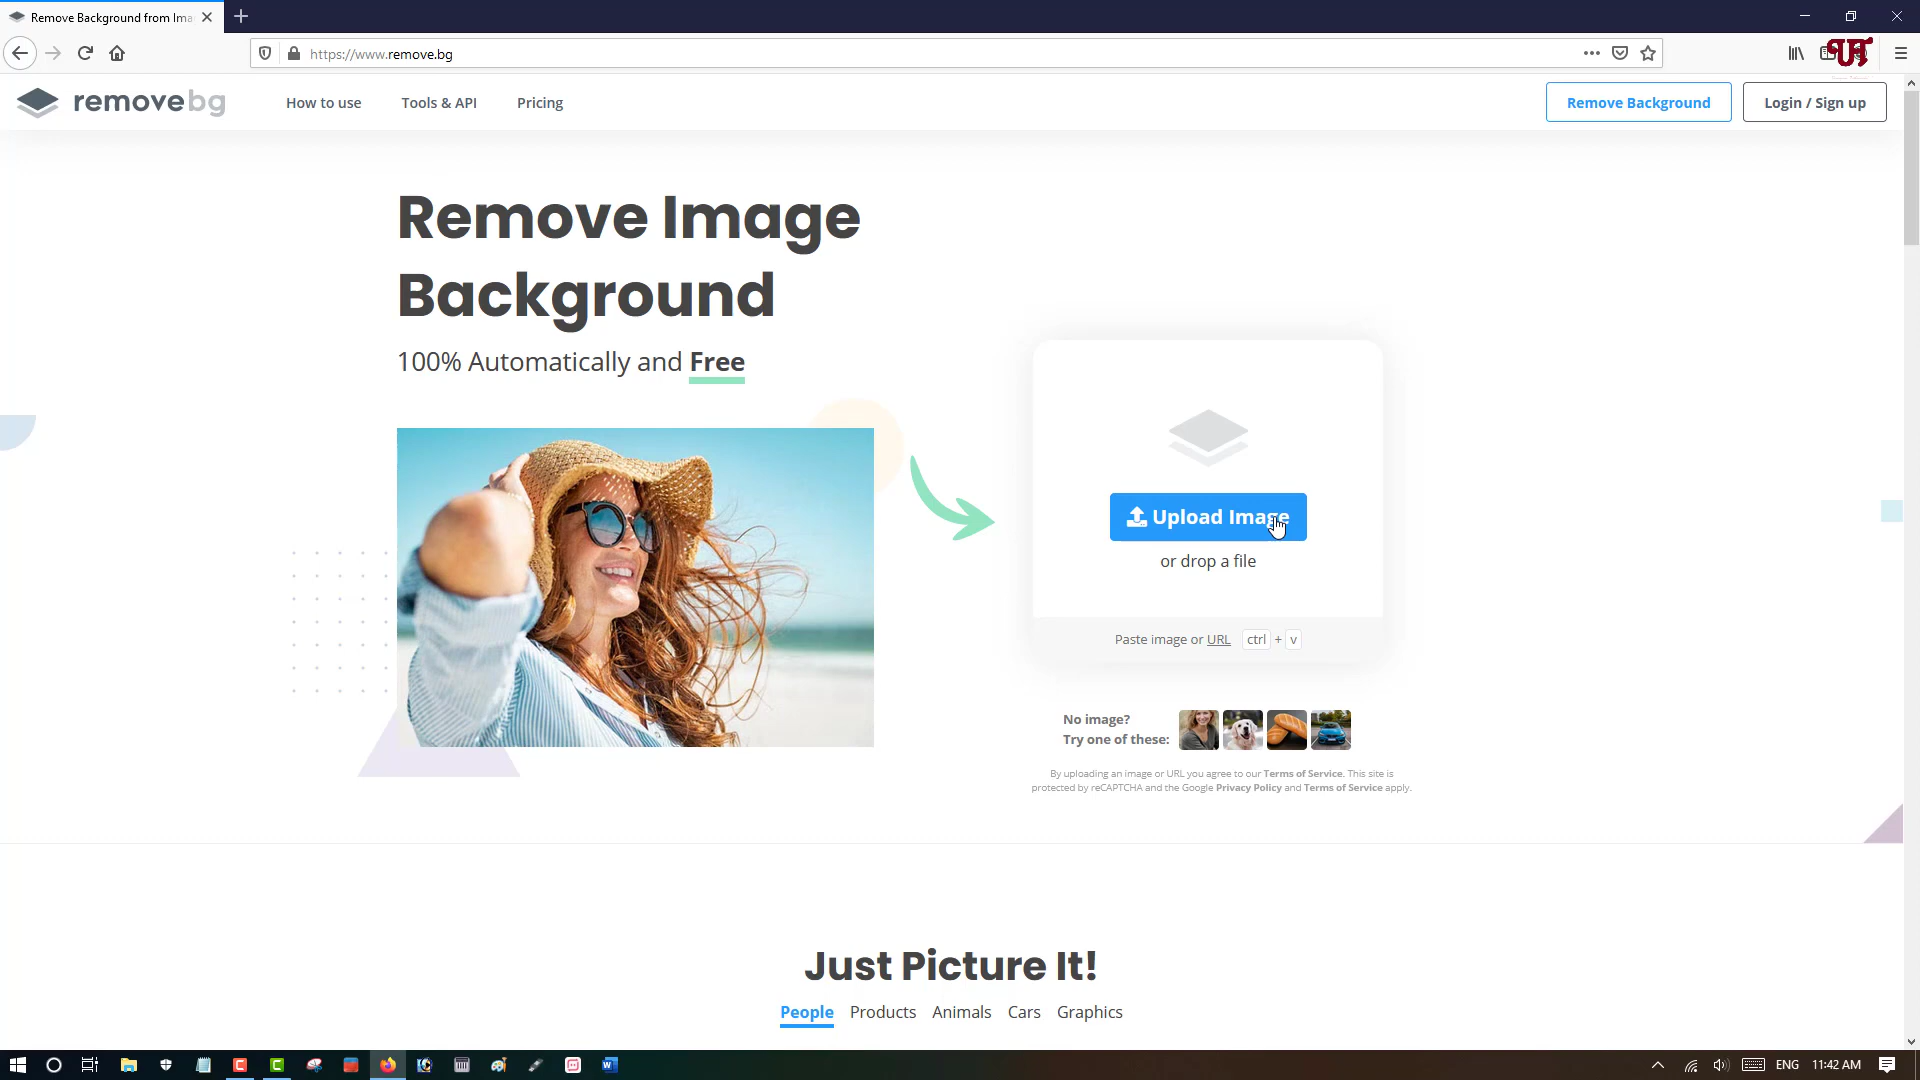 Remove Background from Ima
https://www.remove.bg
UT
removebg
How to use
Tools & API
Pricing
Remove Background
Login / Sign up
Remove Image
Background
100% Automatically and Free
Upload Image
or drop a file
Paste image or URL ctrl + v
No image?
Try one of these:
By uploading an image or URL you agree to our Terms of Service. This site is
protected by reCAPTCHA and the Google Privacy Policy and Terms of Service apply.
Just Picture It!
People Products Animals Cars Graphics
ENG
11:42 AM